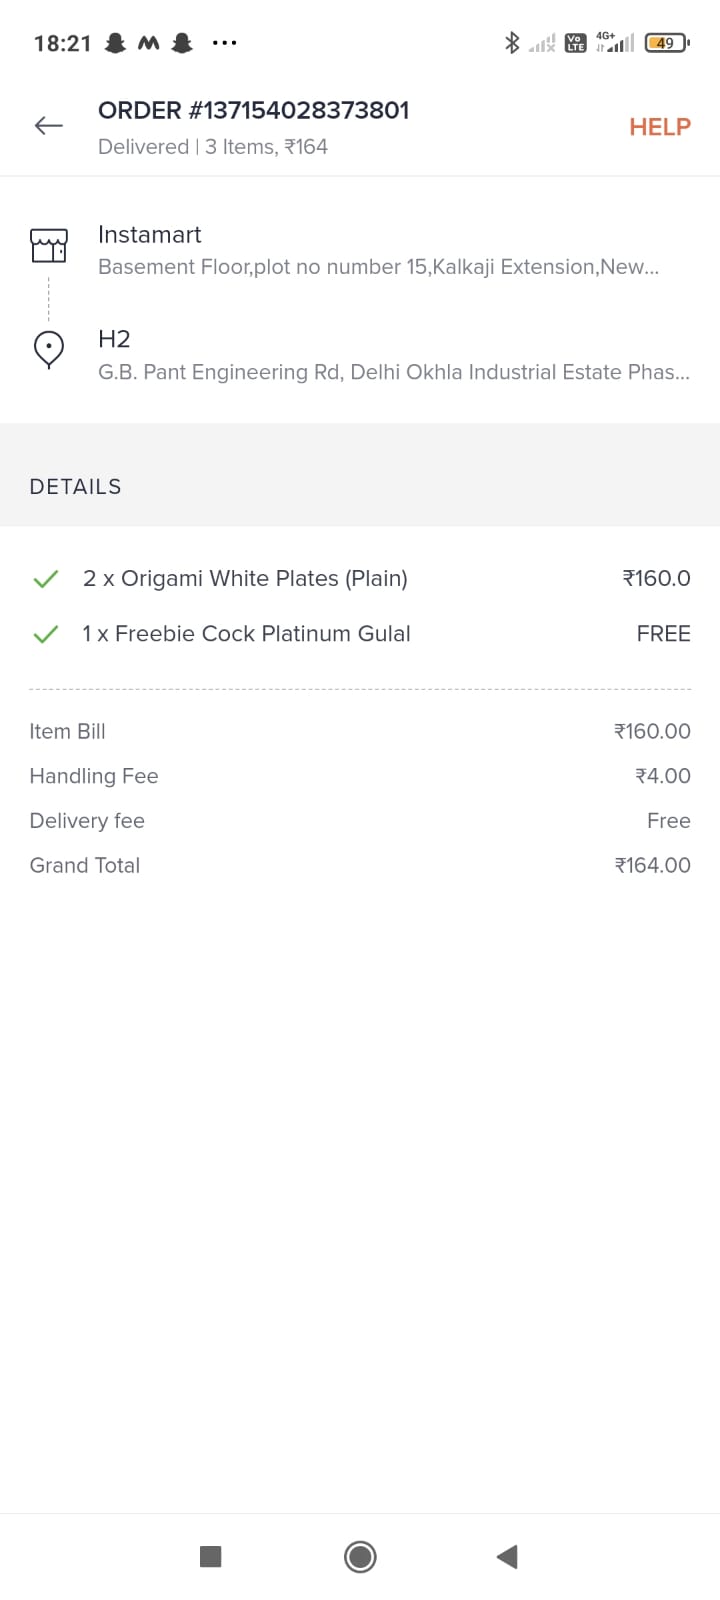 18:21 ... Vo LTE 4G+ 49
ORDER #137154028373801
HELP
Delivered | 3 Items, ₹164
Instamart
Basement Floor,plot no number 15,Kalkaji Extension,New...
H2
G.B. Pant Engineering Rd, Delhi Okhla Industrial Estate Phas...
DETAILS
2 x Origami White Plates (Plain) ₹160.0
1 x Freebie Cock Platinum Gulal FREE
Item Bill ₹160.00
Handling Fee ₹4.00
Delivery fee Free
Grand Total ₹164.00